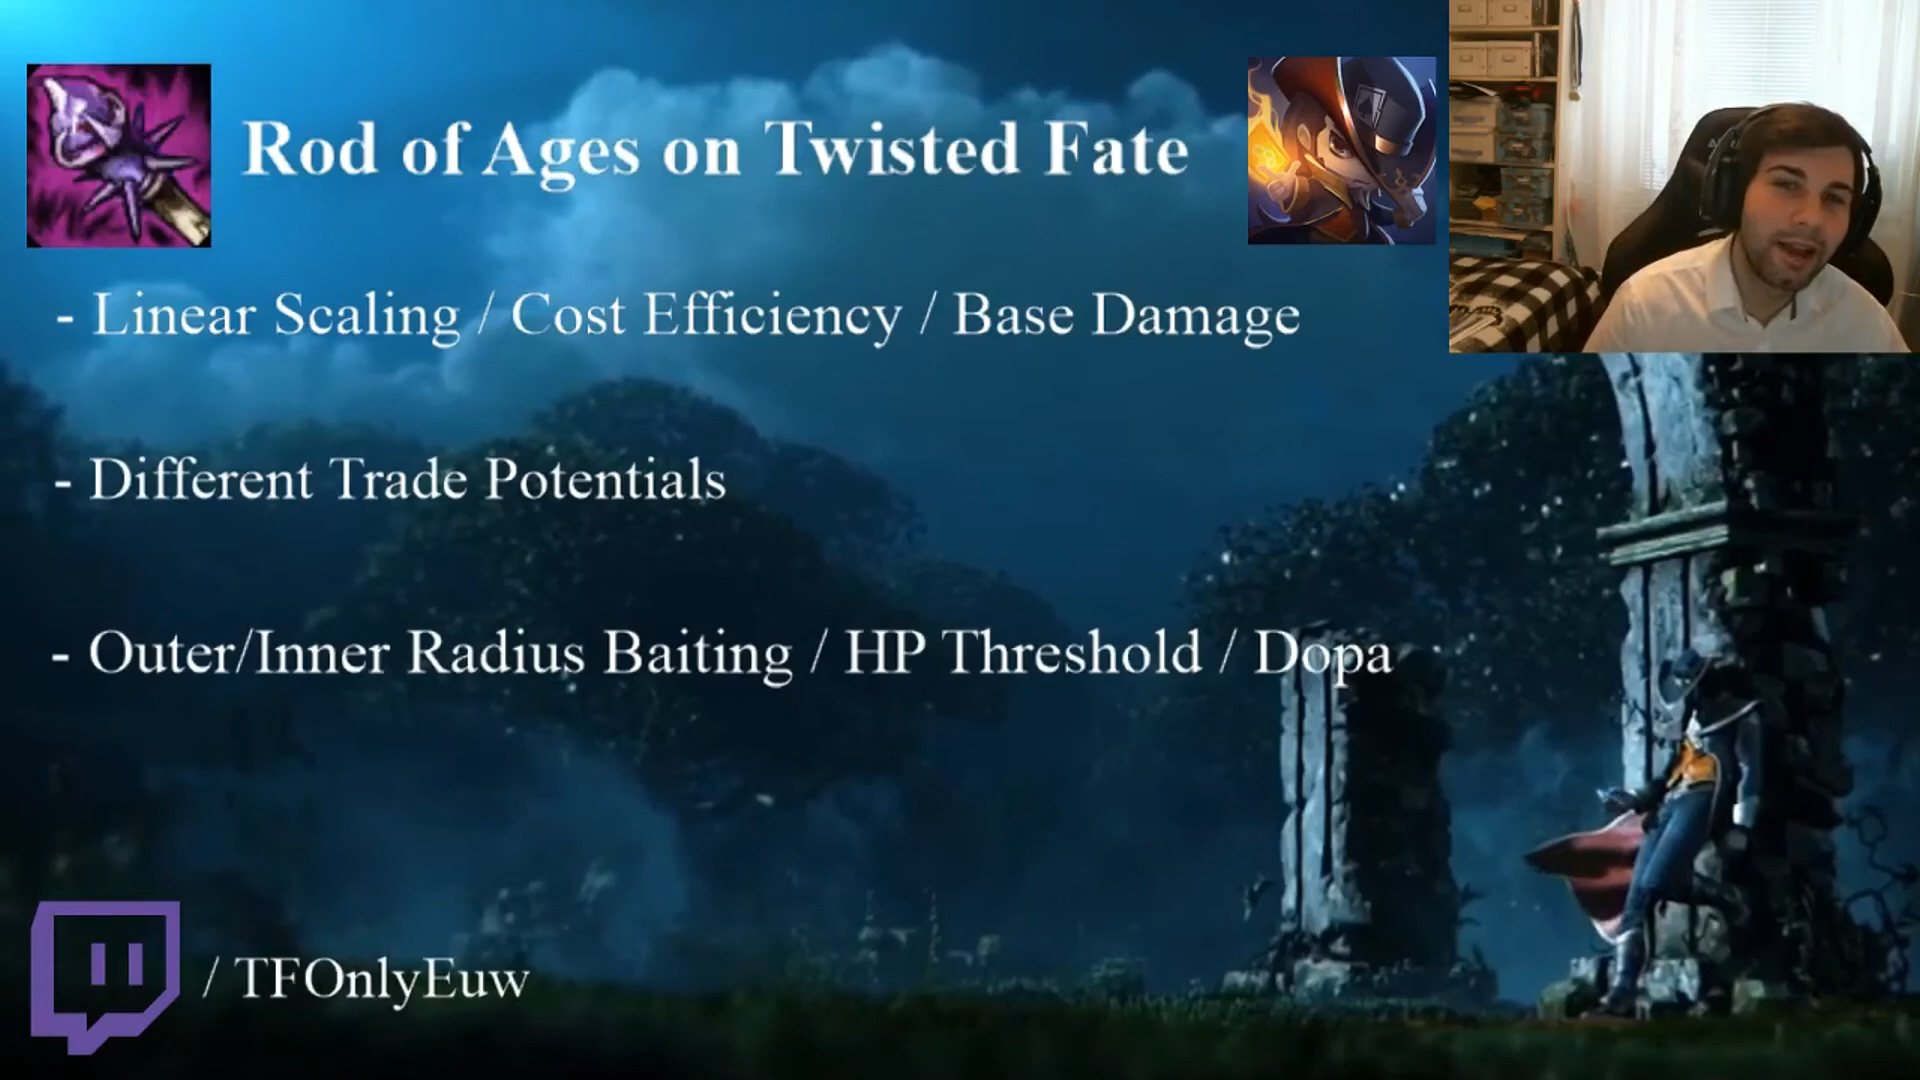 Rod of Ages on Twisted Fate
- Linear Scaling / Cost Efficiency / Base Damage
- Different Trade Potentials
- Outer/Inner Radius Baiting / HP Threshold / Dopa
/ TFOnlyEuw